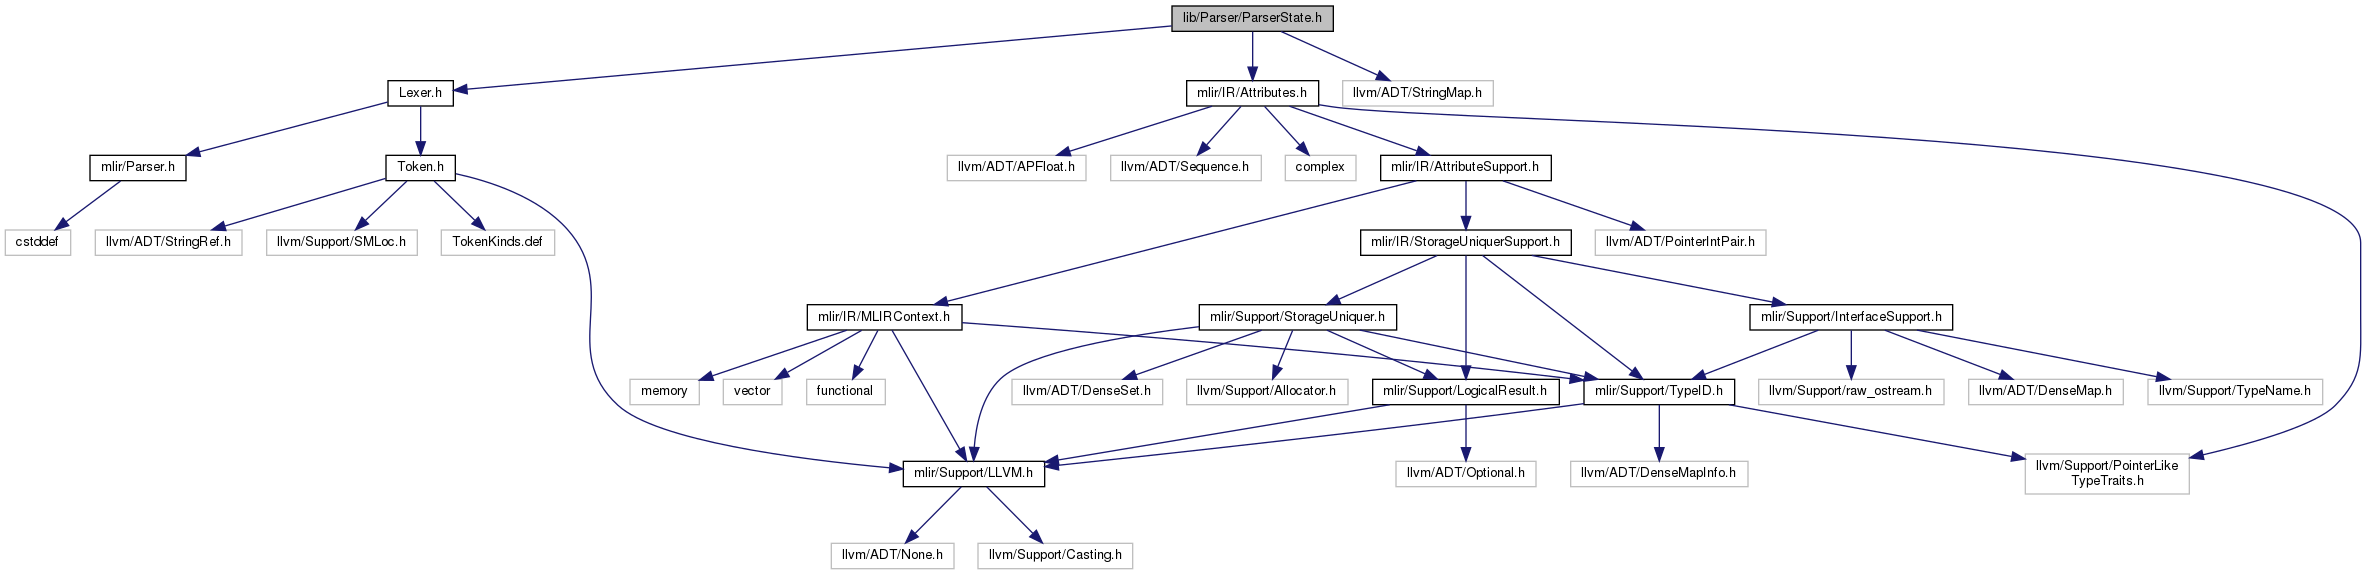 lib/Parser/ParserState.h
Lexer.h
mlir/IR/Attributes.h
llvm/ADT/StringMap.h
mlir/Parser.h
Token.h
llvm/ADT/APFloat.h
llvm/ADT/Sequence.h
complex
mlir/IR/AttributeSupport.h
cstddef
llvm/ADT/StringRef.h
llvm/Support/SMLoc.h
TokenKinds.def
mlir/IR/StorageUniquerSupport.h
llvm/ADT/PointerIntPair.h
mlir/IR/MLIRContext.h
mlir/Support/StorageUniquer.h
mlir/Support/InterfaceSupport.h
memory
vector
functional
llvm/ADT/DenseSet.h
llvm/Support/Allocator.h
mlir/Support/LogicalResult.h
mlir/Support/TypeID.h
llvm/Support/raw_ostream.h
llvm/ADT/DenseMap.h
llvm/Support/TypeName.h
mlir/Support/LLVM.h
llvm/ADT/Optional.h
llvm/ADT/DenseMapInfo.h
llvm/Support/PointerLike
TypeTraits.h
llvm/ADT/None.h
llvm/Support/Casting.h